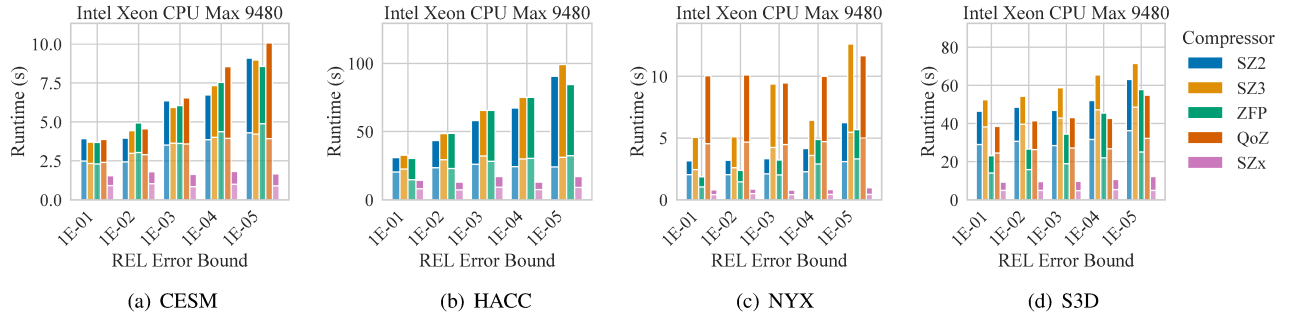 Intel Xeon CPU Max 9480
Runtime (s)
10.0
7.5
5.0
2.5
0.0
1E-01
1E-02
1E-03
1E-04
1E-05
REL Error Bound
(a) CESM
Intel Xeon CPU Max 9480
Runtime (s)
100
50
0
1E-01
1E-02
1E-03
1E-04
1E-05
REL Error Bound
(b) HACC
Intel Xeon CPU Max 9480
Runtime (s)
10
5
0
1E-01
1E-02
1E-03
1E-04
1E-05
REL Error Bound
(c) NYX
Intel Xeon CPU Max 9480
Runtime (s)
80
60
40
20
0
1E-01
1E-02
1E-03
1E-04
1E-05
REL Error Bound
(d) S3D
Compressor
SZ2
SZ3
ZFP
QoZ
SZx